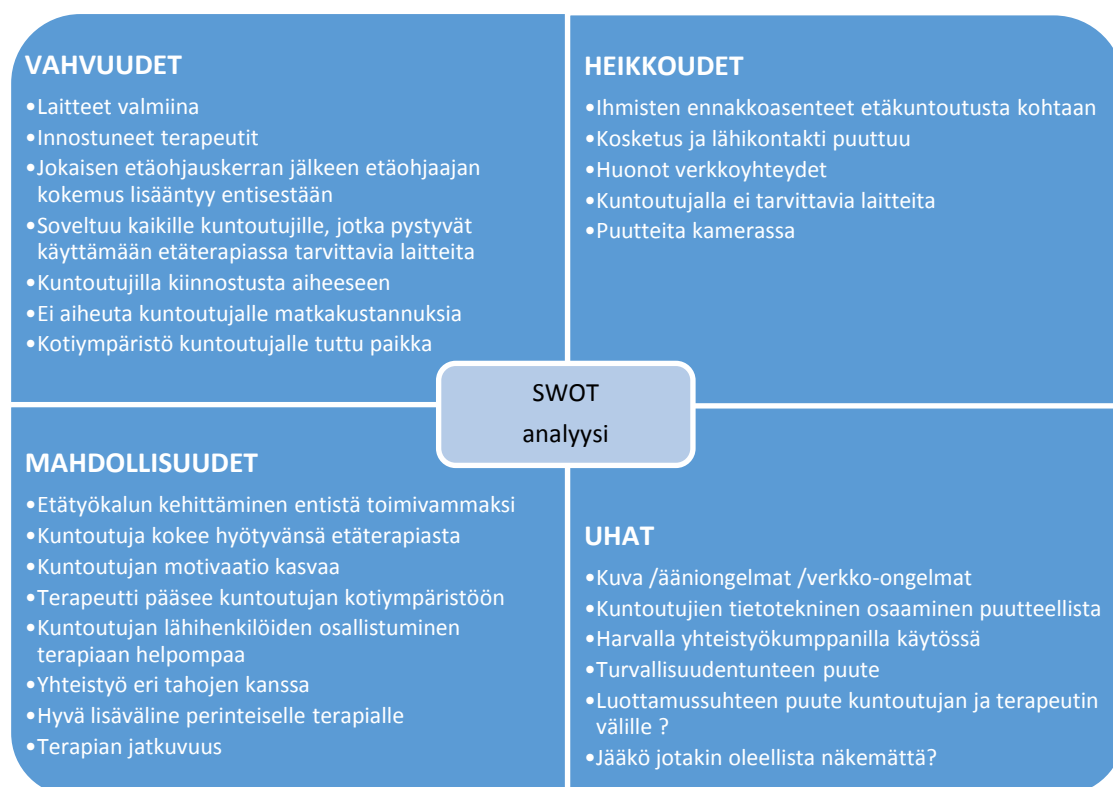 VAHVUUDET
•Laitteet valmiina
•Innostuneet terapeutit
•Jokaisen etäohjauskerran jälkeen etäohjaajan
kokemus lisääntyy entisestään
•Soveltuu kaikille kuntoutujille, jotka pystyvät
käyttämään etäterapiassa tarvittavia laitteita
•Kuntoutujilla kiinnostusta aiheeseen
•Ei aiheuta kuntoutujalle matkakustannuksia
•Kotiympäristö kuntoutujalle tuttu paikka
HEIKKOUDET
•Ihmisten ennakkoasenteet etäkuntoutusta kohtaan
•Kosketus ja lähikontakti puuttuu
•Huonot verkkoyhteydet
•Kuntoutujalla ei tarvittavia laitteita
•Puutteita kamerassa
SWOT
analyysi
MAHDOLLISUUDET
•Etätyökalun kehittäminen entistä toimivammaksi
•Kuntoutuja kokee hyötyvänsä etäterapiasta
•Kuntoutujan motivaatio kasvaa
•Terapeutti pääsee kuntoutujan kotiympäristöön
•Kuntoutujan lähihenkilöiden osallistuminen
terapiaan helpompaa
•Yhteistyö eri tahojen kanssa
•Hyvä lisäväline perinteiselle terapialle
•Terapian jatkuvuus
UHAT
•Kuva /ääniongelmat /verkko-ongelmat
•Kuntoutujien tietotekninen osaaminen puutteellista
•Harvalla yhteistyökumppanilla käytössä
•Turvallisuudentunteen puute
•Luottamussuhteen puute kuntoutujan ja terapeutin
välille ?
•Jääkö jotakin oleellista näkemättä?